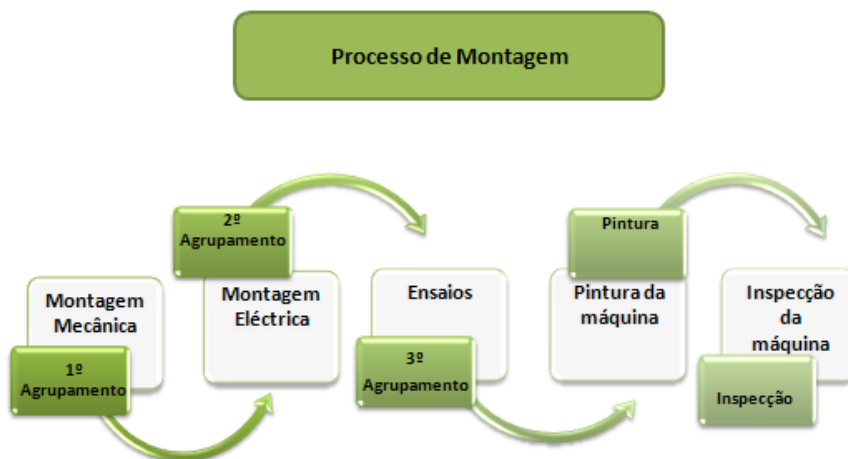 Processo de Montagem
Montagem
Mecânica
1º
Agrupamento
2º
Agrupamento
Montagem
Eléctrica
Ensaios
3º
Agrupamento
Pintura
Pintura da
máquina
Inspecção
da
máquina
Inspecção